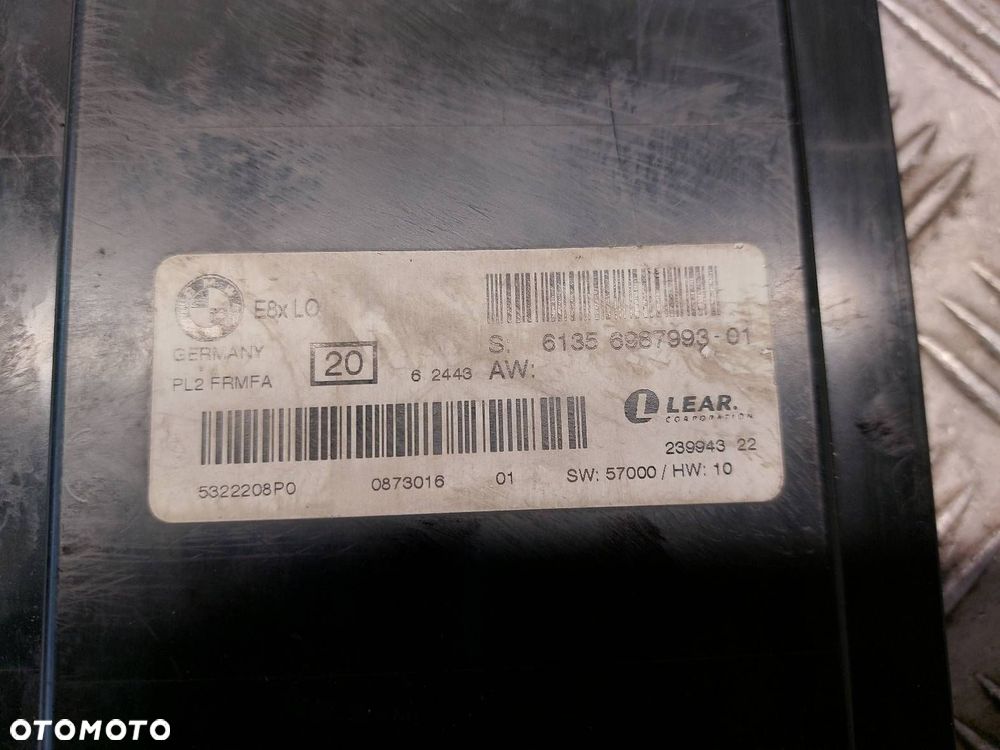 E8x LO
GERMANY
PL2 FRMFA
20
6 2443
S: 6135 6987993-01
AW:
LEAR.
CORPORATION
239943 22
5322208P0 0873016 01 SW: 57000 / HW: 10
OTOMOTO